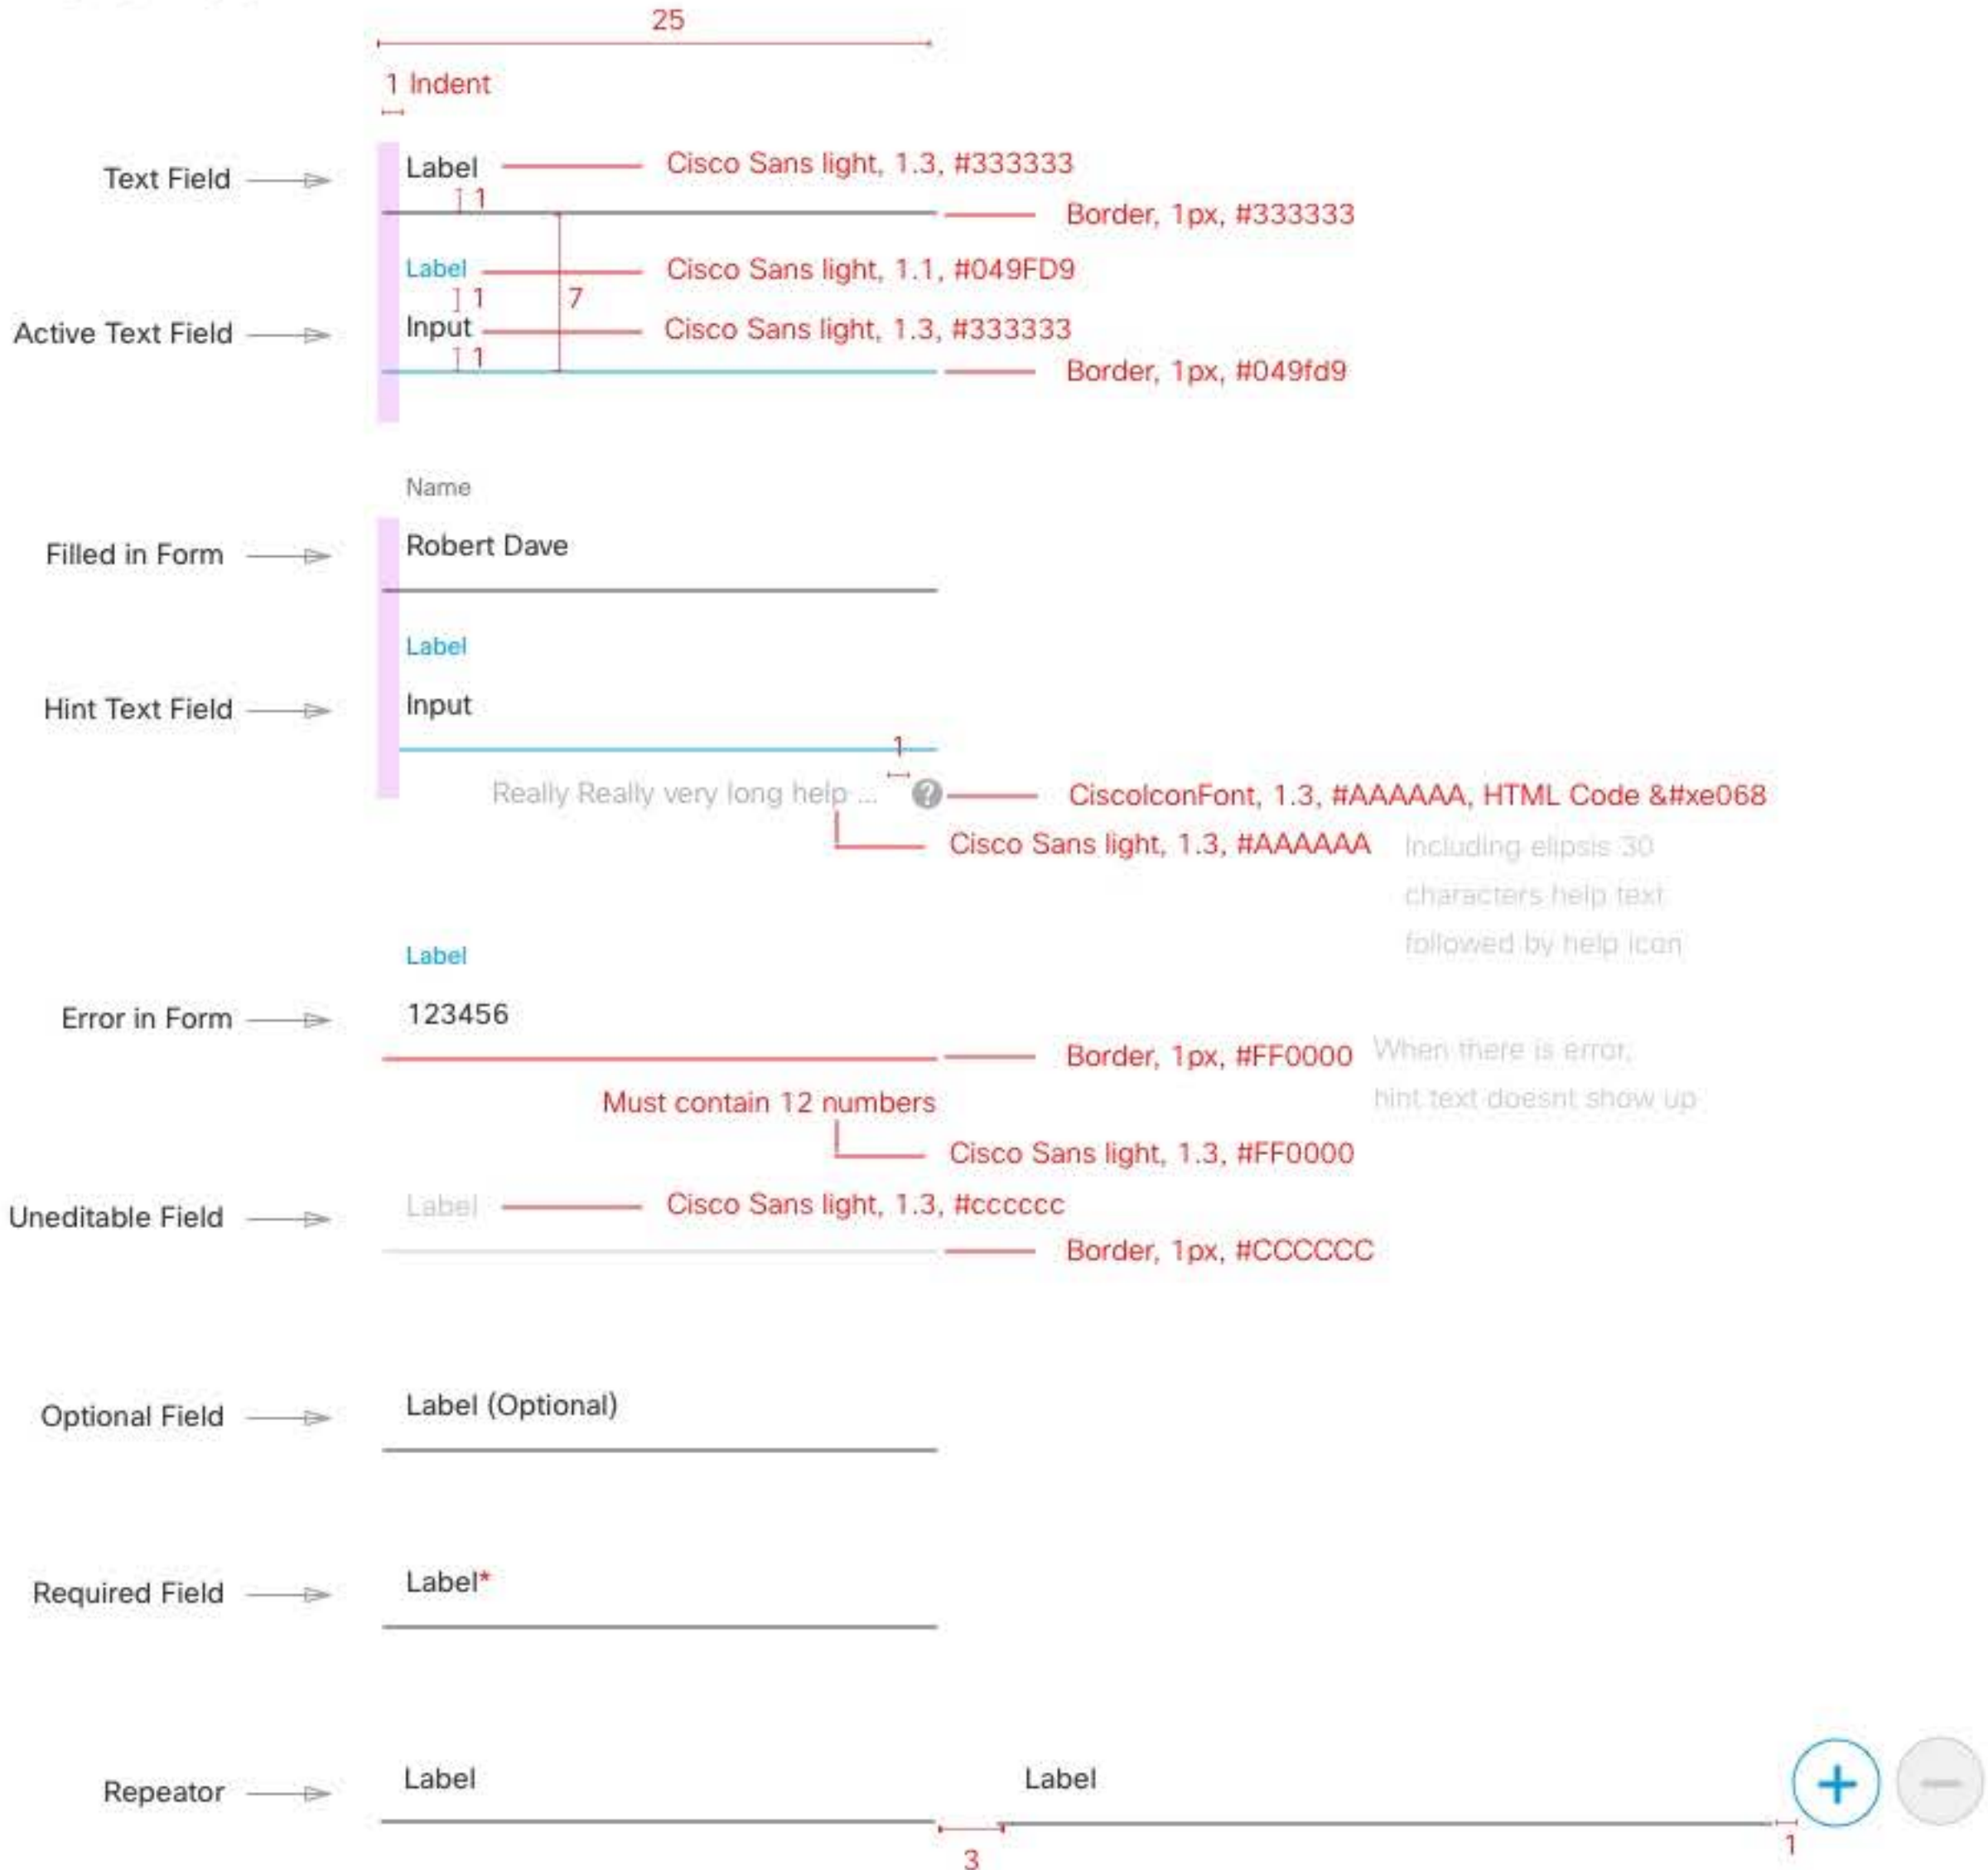 25
1 Indent
Text Field
Label
Cisco Sans light, 1.3, #333333
1
Border, 1px, #333333
Label
Cisco Sans light, 1.1, #049FD9
1
7
Active Text Field
Input
Cisco Sans light, 1.3, #333333
1
Border, 1px, #049fd9
Name
Filled in Form
Robert Dave
Label
Hint Text Field
Input
1
Really Really very long help ...
?
CiscoIconFont, 1.3, #AAAAAA, HTML Code &#xe068
Cisco Sans light, 1.3, #AAAAAA
Including elipsis 30
characters help text
followed by help icon
Label
Error in Form
123456
Border, 1px, #FF0000
When there is error,
hint text doesnt show up
Must contain 12 numbers
Cisco Sans light, 1.3, #FF0000
Uneditable Field
Label
Cisco Sans light, 1.3, #cccccc
Border, 1px, #CCCCCC
Optional Field
Label (Optional)
Required Field
Label*
Repeator
Label
Label
3
1